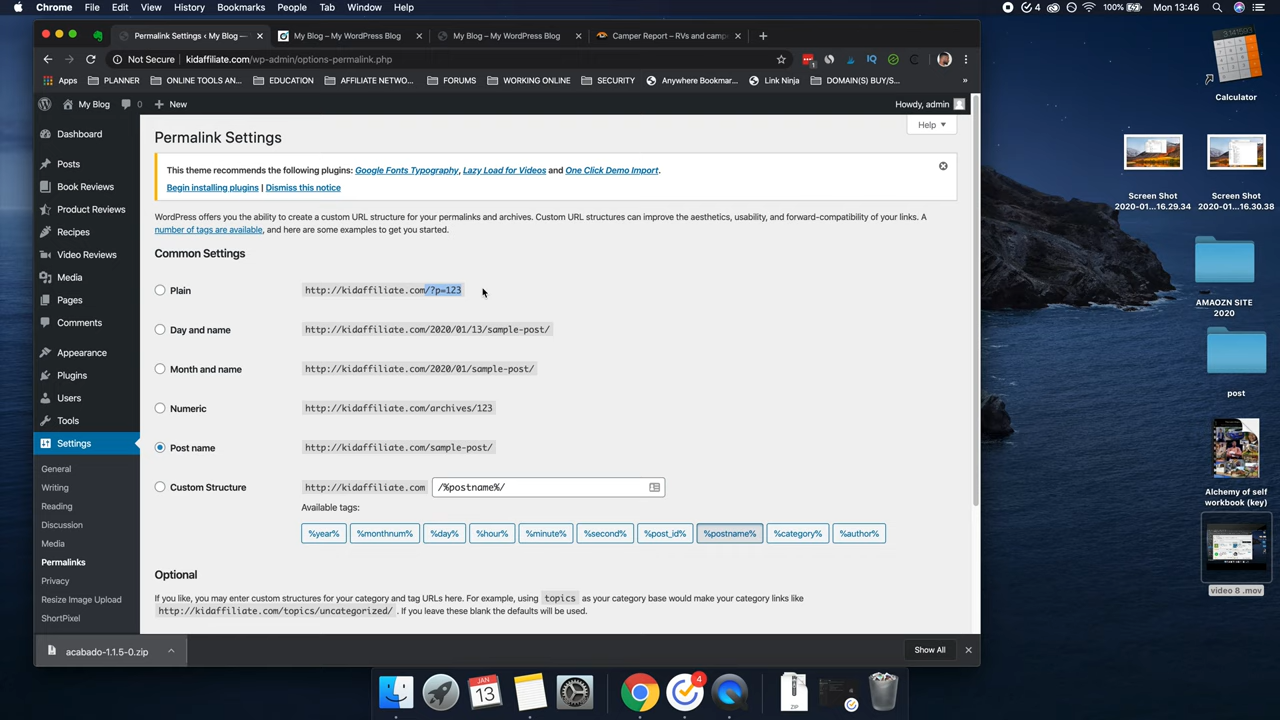 Chrome File Edit View History Bookmarks People Tab Window Help
4 100% Mon 13:46
Permalink Settings ‹ My Blog —
My Blog – My WordPress Blog
My Blog – My WordPress Blog
Camper Report – RVs and campe
Not Secure | kidaffiliate.com/wp-admin/options-permalink.php
1
IQ
Apps PLANNER ONLINE TOOLS AN... EDUCATION AFFILIATE NETWO... FORUMS WORKING ONLINE SECURITY Anywhere Bookmar... Link Ninja DOMAIN(S) BUY/S... »
My Blog 0 + New Howdy, admin
Help ▼
Dashboard
Posts
Book Reviews
Product Reviews
Recipes
Video Reviews
Media
Pages
Comments
Appearance
Plugins
Users
Tools
Settings
General
Writing
Reading
Discussion
Media
Permalinks
Privacy
Resize Image Upload
ShortPixel
Permalink Settings
This theme recommends the following plugins: Google Fonts Typography, Lazy Load for Videos and One Click Demo Import.
Begin installing plugins | Dismiss this notice
WordPress offers you the ability to create a custom URL structure for your permalinks and archives. Custom URL structures can improve the aesthetics, usability, and forward-compatibility of your links. A
number of tags are available, and here are some examples to get you started.
Common Settings
Plain http://kidaffiliate.com/?p=123
Day and name http://kidaffiliate.com/2020/01/13/sample-post/
Month and name http://kidaffiliate.com/2020/01/sample-post/
Numeric http://kidaffiliate.com/archives/123
Post name http://kidaffiliate.com/sample-post/
Custom Structure http://kidaffiliate.com /%postname%/
Available tags:
%year% %monthnum% %day% %hour% %minute% %second% %post_id% %postname% %category% %author%
Optional
If you like, you may enter custom structures for your category and tag URLs here. For example, using topics as your category base would make your category links like
http://kidaffiliate.com/topics/uncategorized/ . If you leave these blank the defaults will be used.
acabado-1.1.5-0.zip
Show All
Calculator
Screen Shot
2020-01...16.29.34
Screen Shot
2020-01...16.30.38
AMAOZN SITE
2020
post
Alchemy of self
workbook (key)
video 8 .mov
JAN
13
4
ZIP